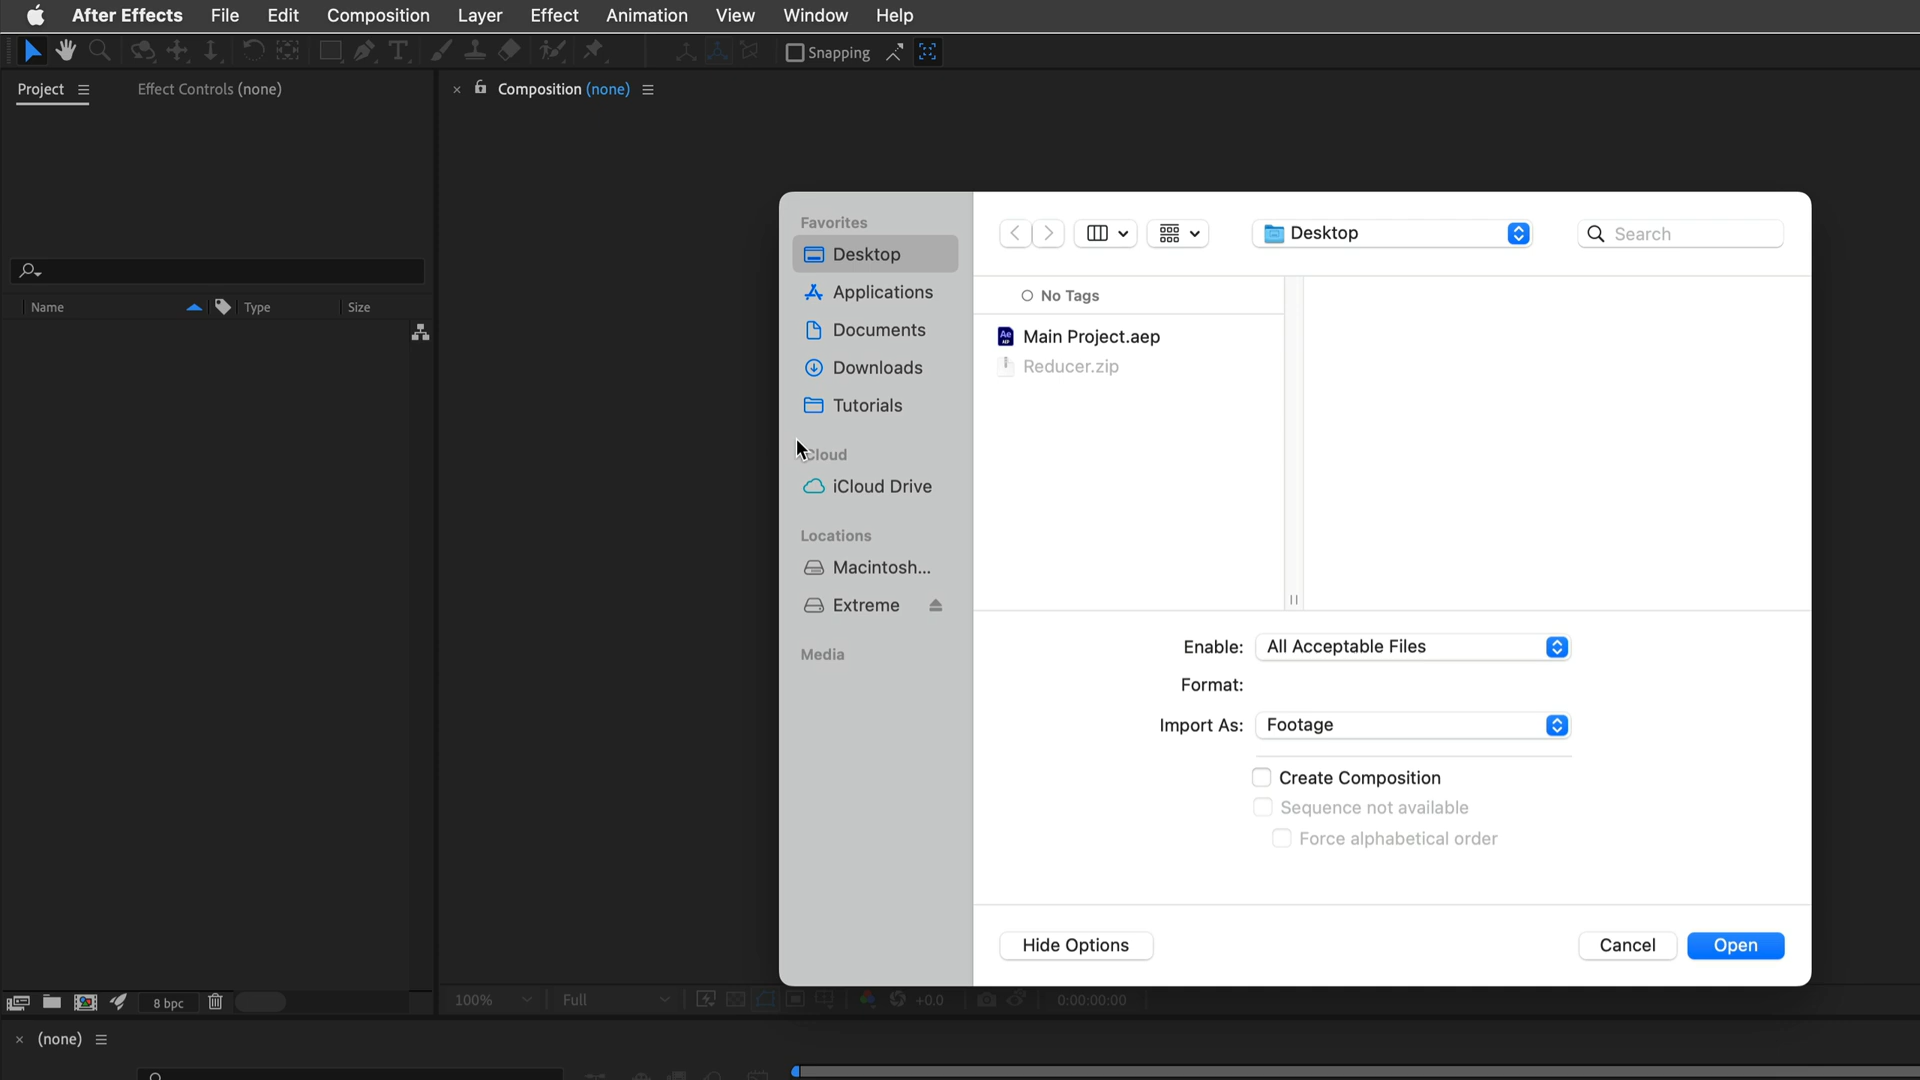 After Effects File Edit Composition Layer Effect Animation View Window Help
Snapping
Project Effect Controls (none)
Composition (none)
Name Type Size
8 bpc
Favorites
Desktop
Applications
Documents
Downloads
Tutorials
Cloud
iCloud Drive
Locations
Macintosh...
Extreme
Media
Desktop
Search
No Tags
Main Project.aep
Reducer.zip
Enable: All Acceptable Files
Format:
Import As: Footage
Create Composition
Sequence not available
Force alphabetical order
Hide Options Cancel Open
100% Full +0.0 0:00:00:00
(none)